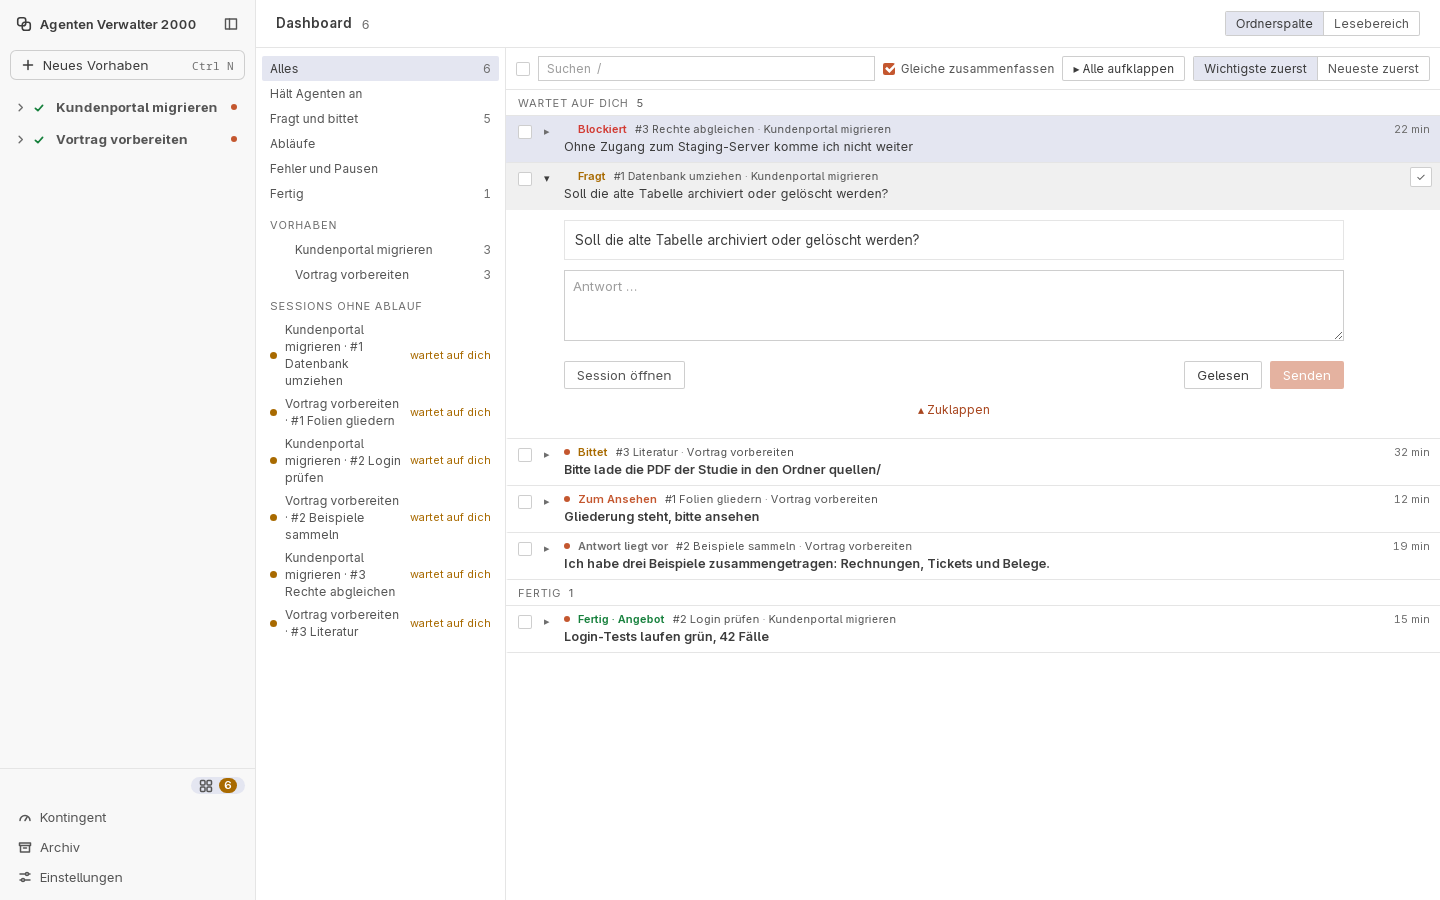 Agenten Verwalter 2000
Neues Vorhaben Ctrl N
Kundenportal migrieren
Vortrag vorbereiten
6
Kontingent
Archiv
Einstellungen
Dashboard 6
Ordnerspalte Lesebereich
Alles 6
Hält Agenten an
Fragt und bittet 5
Abläufe
Fehler und Pausen
Fertig 1
VORHABEN
Kundenportal migrieren 3
Vortrag vorbereiten 3
SESSIONS OHNE ABLAUF
Kundenportal
migrieren · #1
Datenbank
umziehen
wartet auf dich
Vortrag vorbereiten
· #1 Folien gliedern
wartet auf dich
Kundenportal
migrieren · #2 Login
prüfen
wartet auf dich
Vortrag vorbereiten
· #2 Beispiele
sammeln
wartet auf dich
Kundenportal
migrieren · #3
Rechte abgleichen
wartet auf dich
Vortrag vorbereiten
· #3 Literatur
wartet auf dich
Suchen / Gleiche zusammenfassen ▸ Alle aufklappen Wichtigste zuerst Neueste zuerst
WARTET AUF DICH 5
Blockiert #3 Rechte abgleichen · Kundenportal migrieren 22 min
Ohne Zugang zum Staging-Server komme ich nicht weiter
Fragt #1 Datenbank umziehen · Kundenportal migrieren
Soll die alte Tabelle archiviert oder gelöscht werden?
Soll die alte Tabelle archiviert oder gelöscht werden?
Antwort …
Session öffnen Gelesen Senden
▴ Zuklappen
Bittet #3 Literatur · Vortrag vorbereiten 32 min
Bitte lade die PDF der Studie in den Ordner quellen/
Zum Ansehen #1 Folien gliedern · Vortrag vorbereiten 12 min
Gliederung steht, bitte ansehen
Antwort liegt vor #2 Beispiele sammeln · Vortrag vorbereiten 19 min
Ich habe drei Beispiele zusammengetragen: Rechnungen, Tickets und Belege.
FERTIG 1
Fertig · Angebot #2 Login prüfen · Kundenportal migrieren 15 min
Login-Tests laufen grün, 42 Fälle